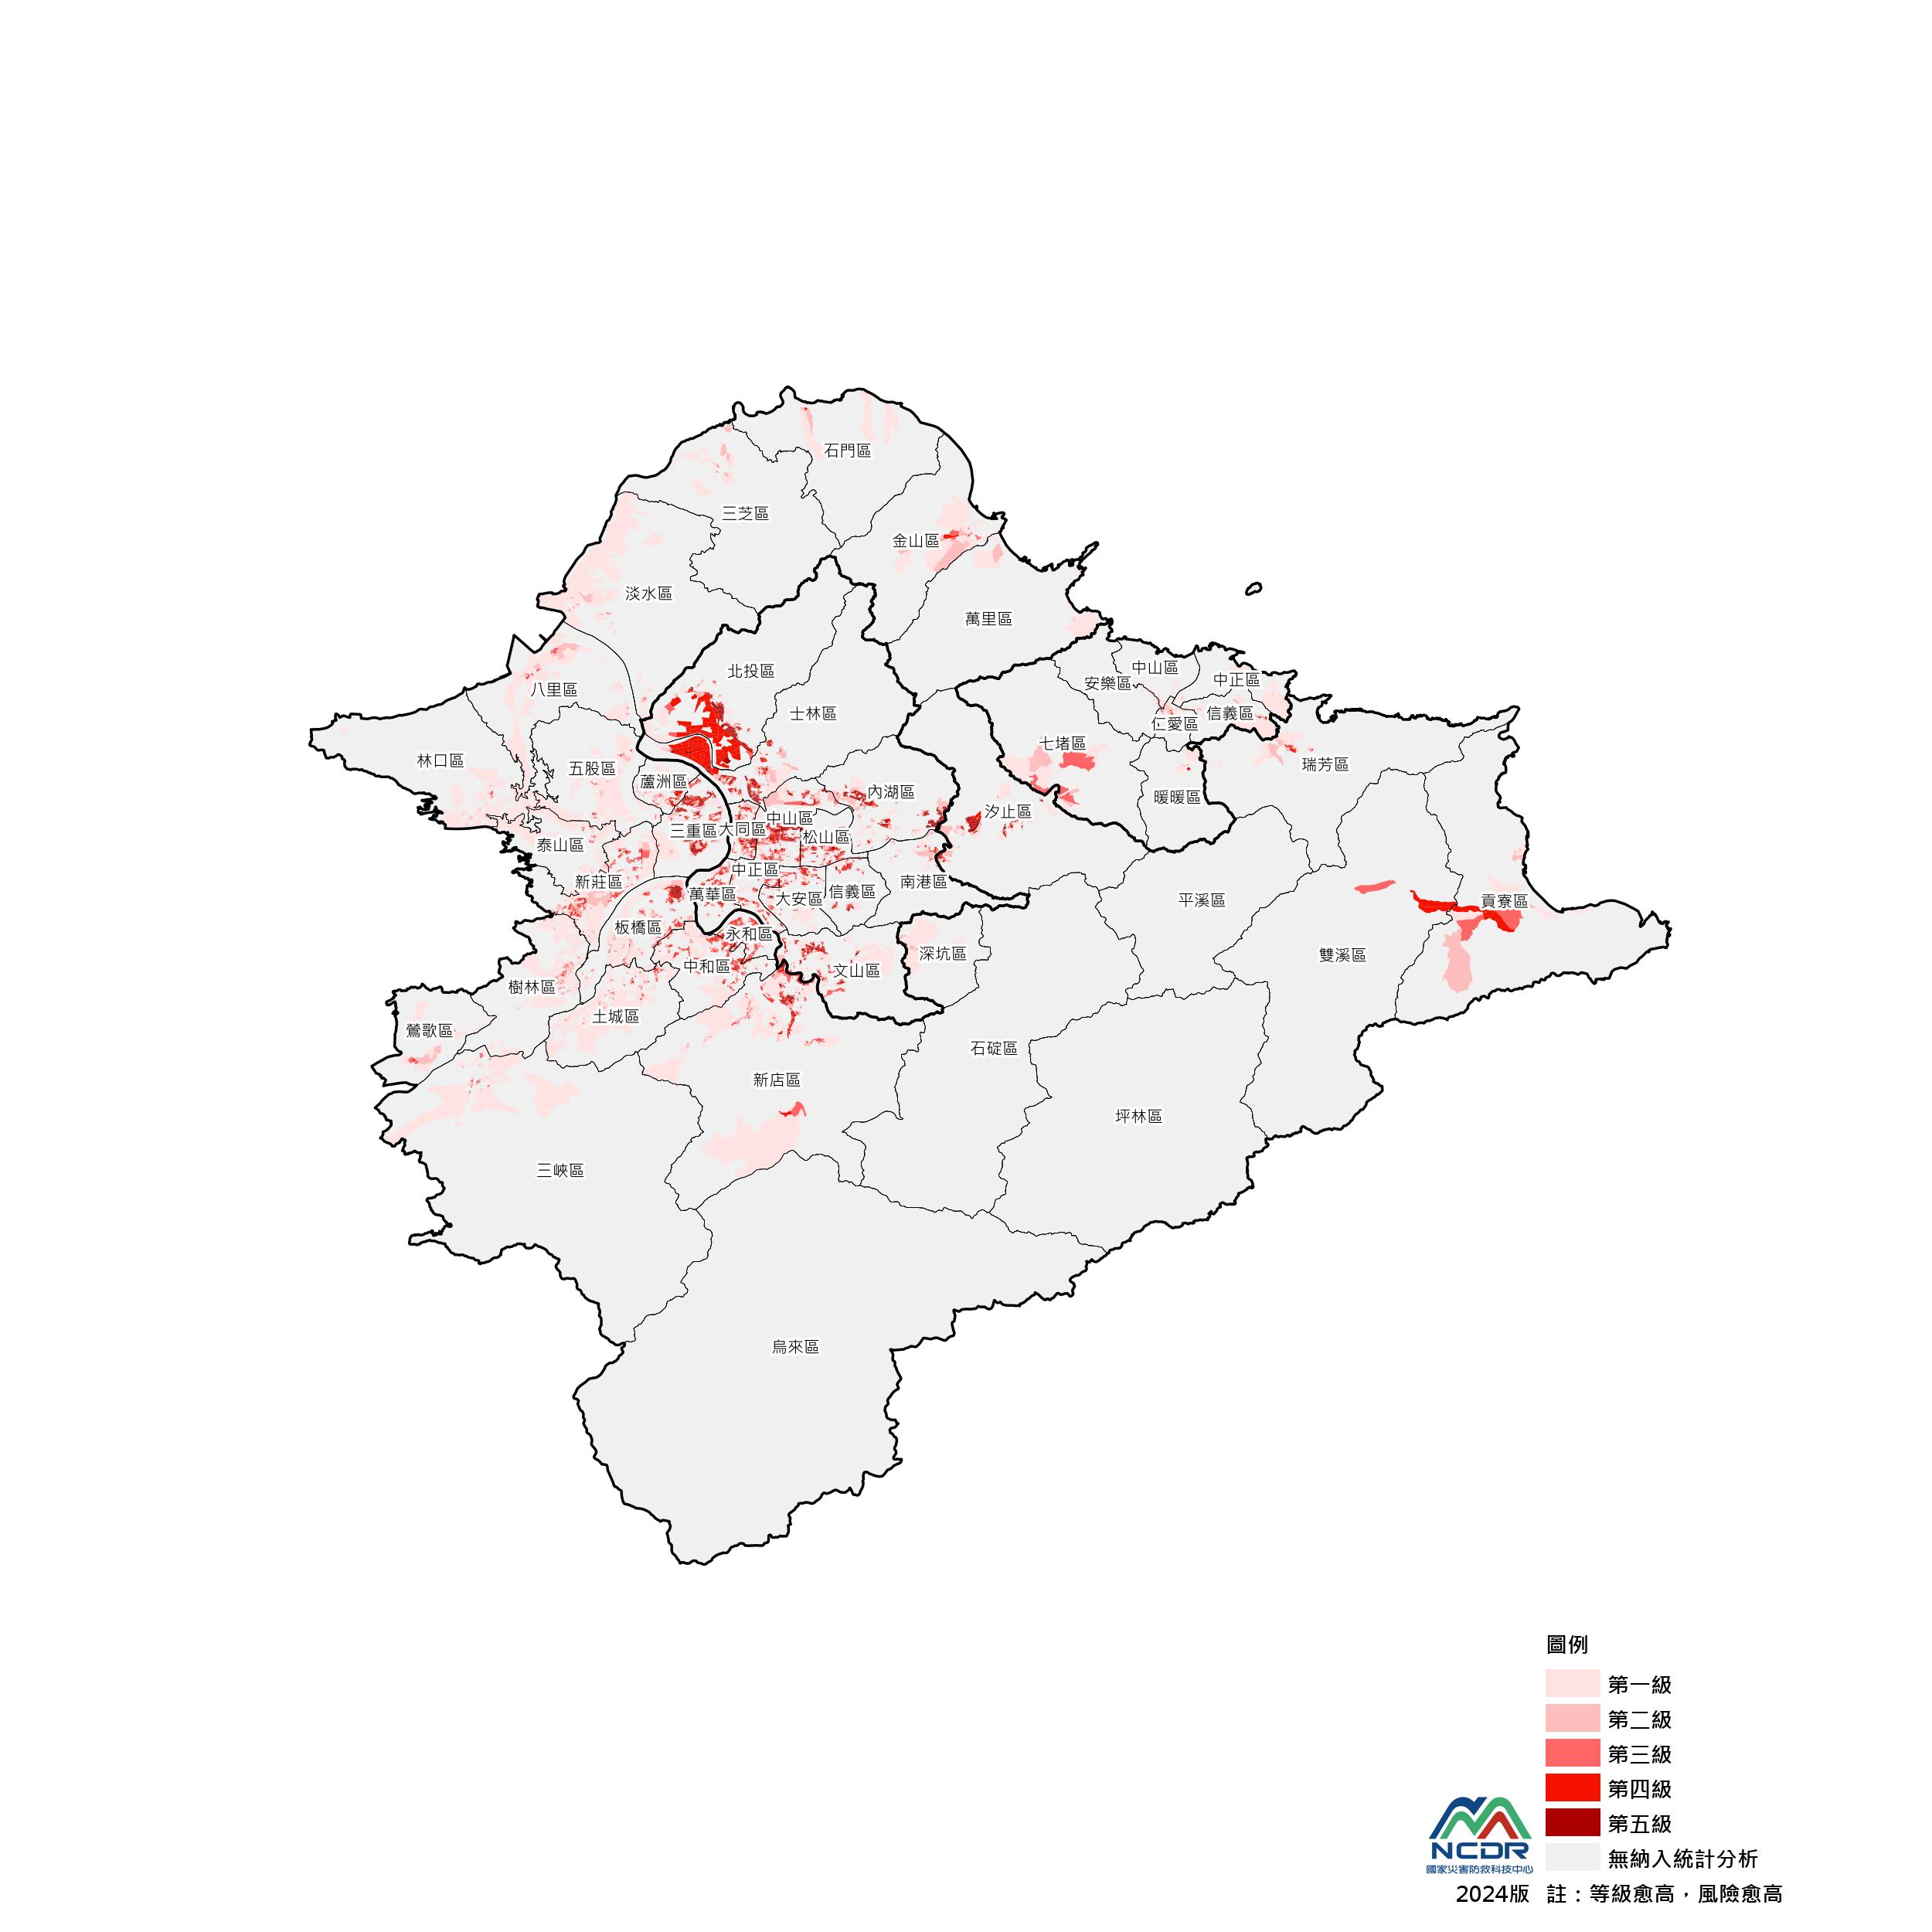 石門區
三芝區
金山區
淡水區
萬里區
北投區
中山區
安樂區
中正區
八里區
士林區
信義區
仁愛區
七堵區
林口區
五股區
瑞芳區
蘆洲區
內湖區
暖暖區
汐止區
中山區
三重區
大同區
松山區
泰山區
中正區
新莊區
南港區
萬華區
信義區
大安區
平溪區
貢寮區
板橋區
永和區
深坑區
雙溪區
中和區
文山區
樹林區
土城區
鶯歌區
石碇區
新店區
坪林區
三峽區
烏來區
圖例
第一級
第二級
第三級
第四級
第五級
無納入統計分析
NCDR
國家災害防救科技中心
2024版 註：等級愈高，風險愈高